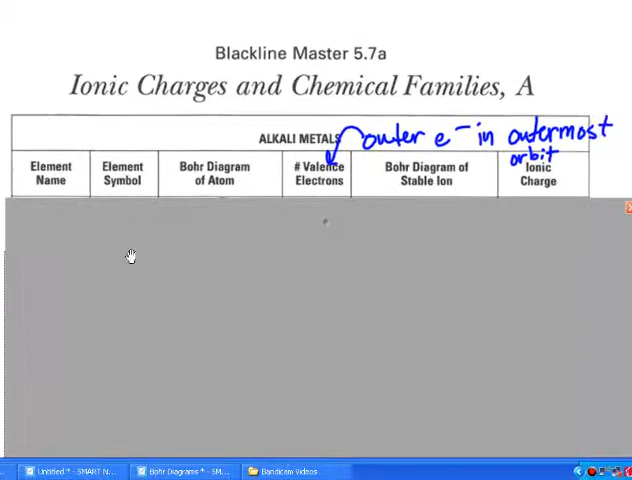 Blackline Master 5.7a
Ionic Charges and Chemical Families, A
ALKALI METALS
outer e⁻ in outermost
orbit
Element Name
Element Symbol
Bohr Diagram of Atom
# Valence Electrons
Bohr Diagram of Stable Ion
Ionic Charge
Untitled * - SMART N...
Bohr Diagrams * - SM...
Bandicam Videos